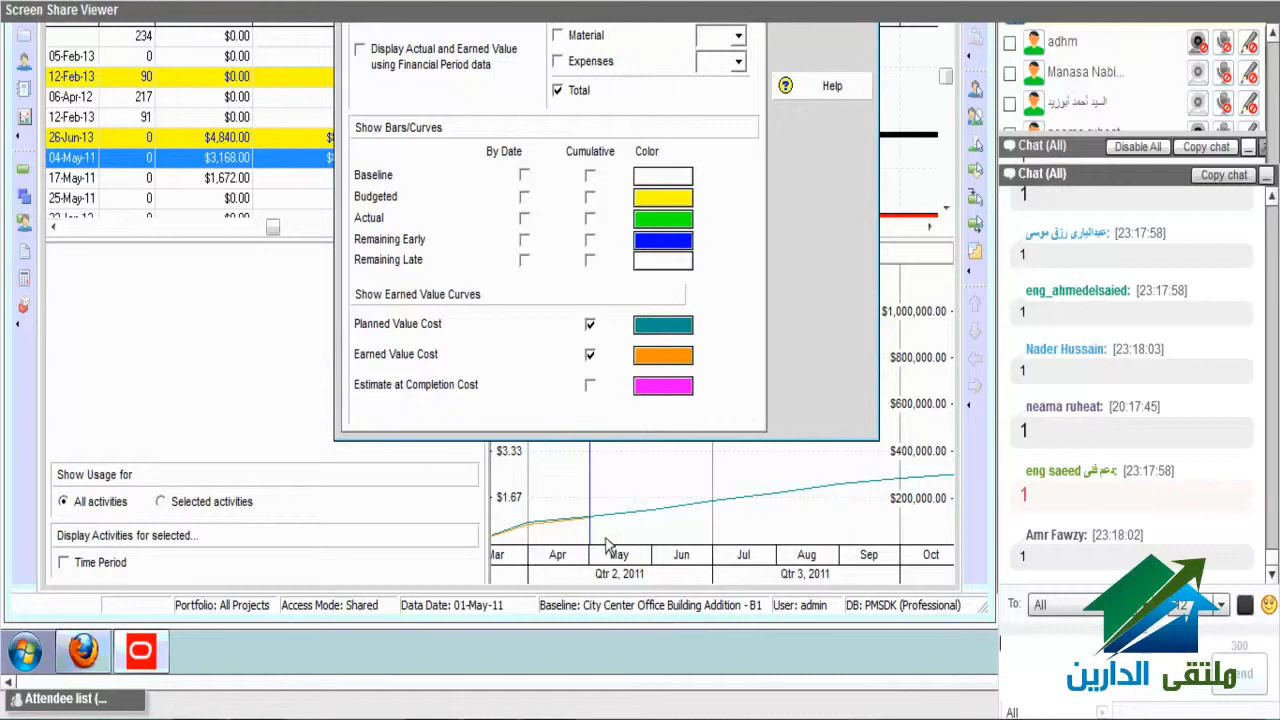 Screen Share Viewer
234 $0.00
05-Feb-13 0 $0.00
12-Feb-13 90 $0.00
06-Apr-12 217 $0.00
12-Feb-13 91 $0.00
26-Jun-13 0 $4,840.00
04-May-11 0 $3,168.00
17-May-11 0 $1,672.00
25-May-11 0 $0.00
Display Actual and Earned Value
using Financial Period data
Material
Expenses
Total
Help
Show Bars/Curves
By Date Cumulative Color
Baseline
Budgeted
Actual
Remaining Early
Remaining Late
Show Earned Value Curves
Planned Value Cost
Earned Value Cost
Estimate at Completion Cost
$1,000,000.00
$800,000.00
$600,000.00
$3.33 $400,000.00
$1.67 $200,000.00
Show Usage for
All activities Selected activities
Display Activities for selected...
Time Period
Mar Apr May Jun Jul Aug Sep Oct
Qtr 2, 2011 Qtr 3, 2011
Portfolio: All Projects Access Mode: Shared Data Date: 01-May-11 Baseline: City Center Office Building Addition - B1 User: admin DB: PMSDK (Professional)
Attendee list (...
adhm
Manasa Nabi...
السيد أحمد أبوزيد
neama ruheat
Chat (All) Disable All Copy chat
Chat (All) Copy chat
1
عبدالباري رزق موسى: [23:17:58]
1
eng_ahmedelsaied: [23:17:58]
1
Nader Hussain: [23:18:03]
1
neama ruheat: [20:17:45]
1
eng saeed دعم فنى: [23:17:58]
1
Amr Fawzy: [23:18:02]
1
To: All 12
300
ملتقى الدارين
All